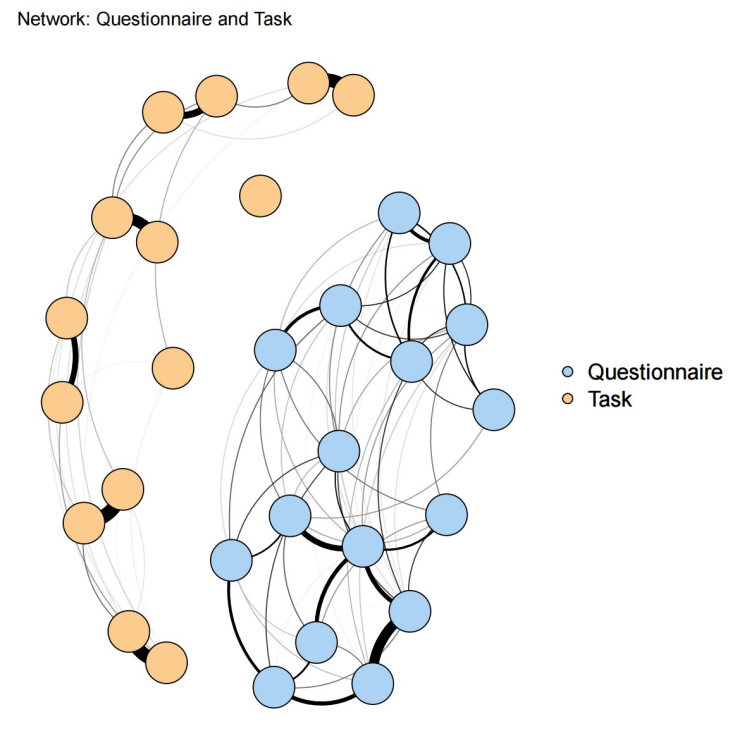 Network: Questionnaire and Task
Questionnaire
Task